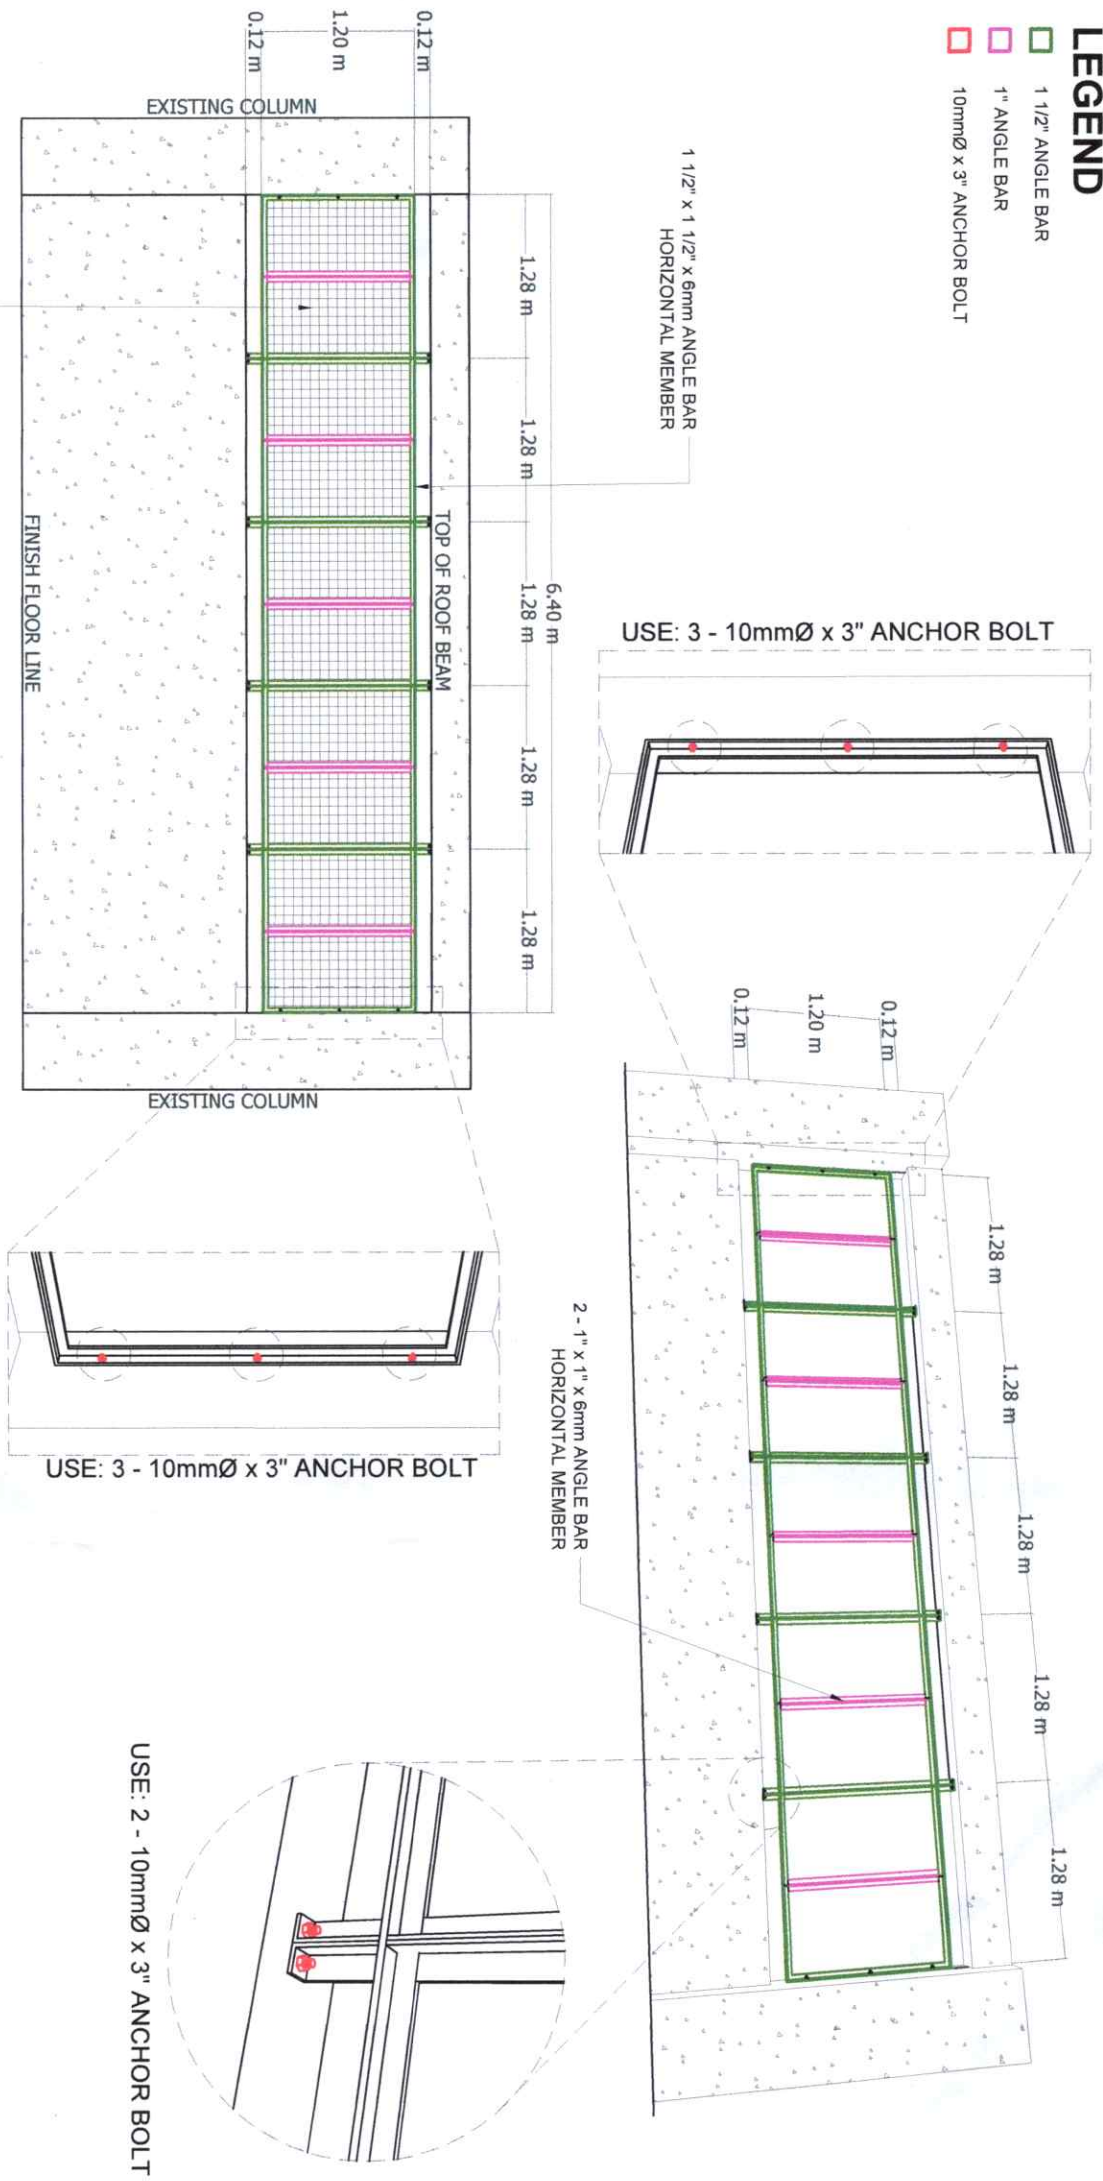 LEGEND
1 1/2" ANGLE BAR
1" ANGLE BAR
10mmØ x 3" ANCHOR BOLT
1 1/2" x 1 1/2" x 6mm ANGLE BAR
HORIZONTAL MEMBER
6.40 m
1.28 m
1.28 m
1.28 m
1.28 m
1.28 m
0.12 m
1.20 m
0.12 m
EXISTING COLUMN
TOP OF ROOF BEAM
EXISTING COLUMN
FINISH FLOOR LINE
USE: 3 - 10mmØ x 3" ANCHOR BOLT
USE: 3 - 10mmØ x 3" ANCHOR BOLT
0.12 m
1.20 m
0.12 m
1.28 m
1.28 m
1.28 m
1.28 m
1.28 m
2 - 1" x 1" x 6mm ANGLE BAR
HORIZONTAL MEMBER
USE: 2 - 10mmØ x 3" ANCHOR BOLT